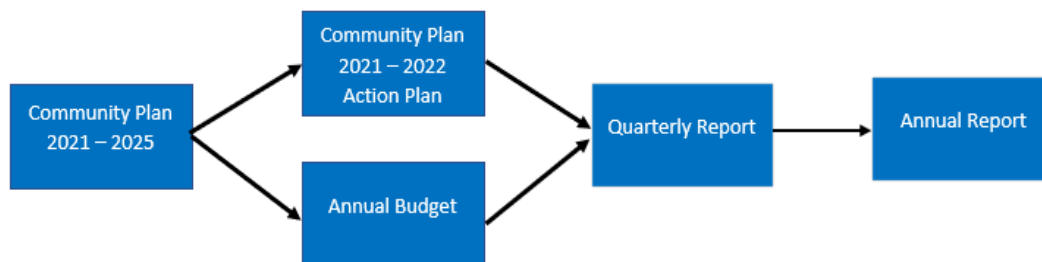 Community Plan
2021 – 2025
Community Plan
2021 – 2022
Action Plan
Annual Budget
Quarterly Report
Annual Report